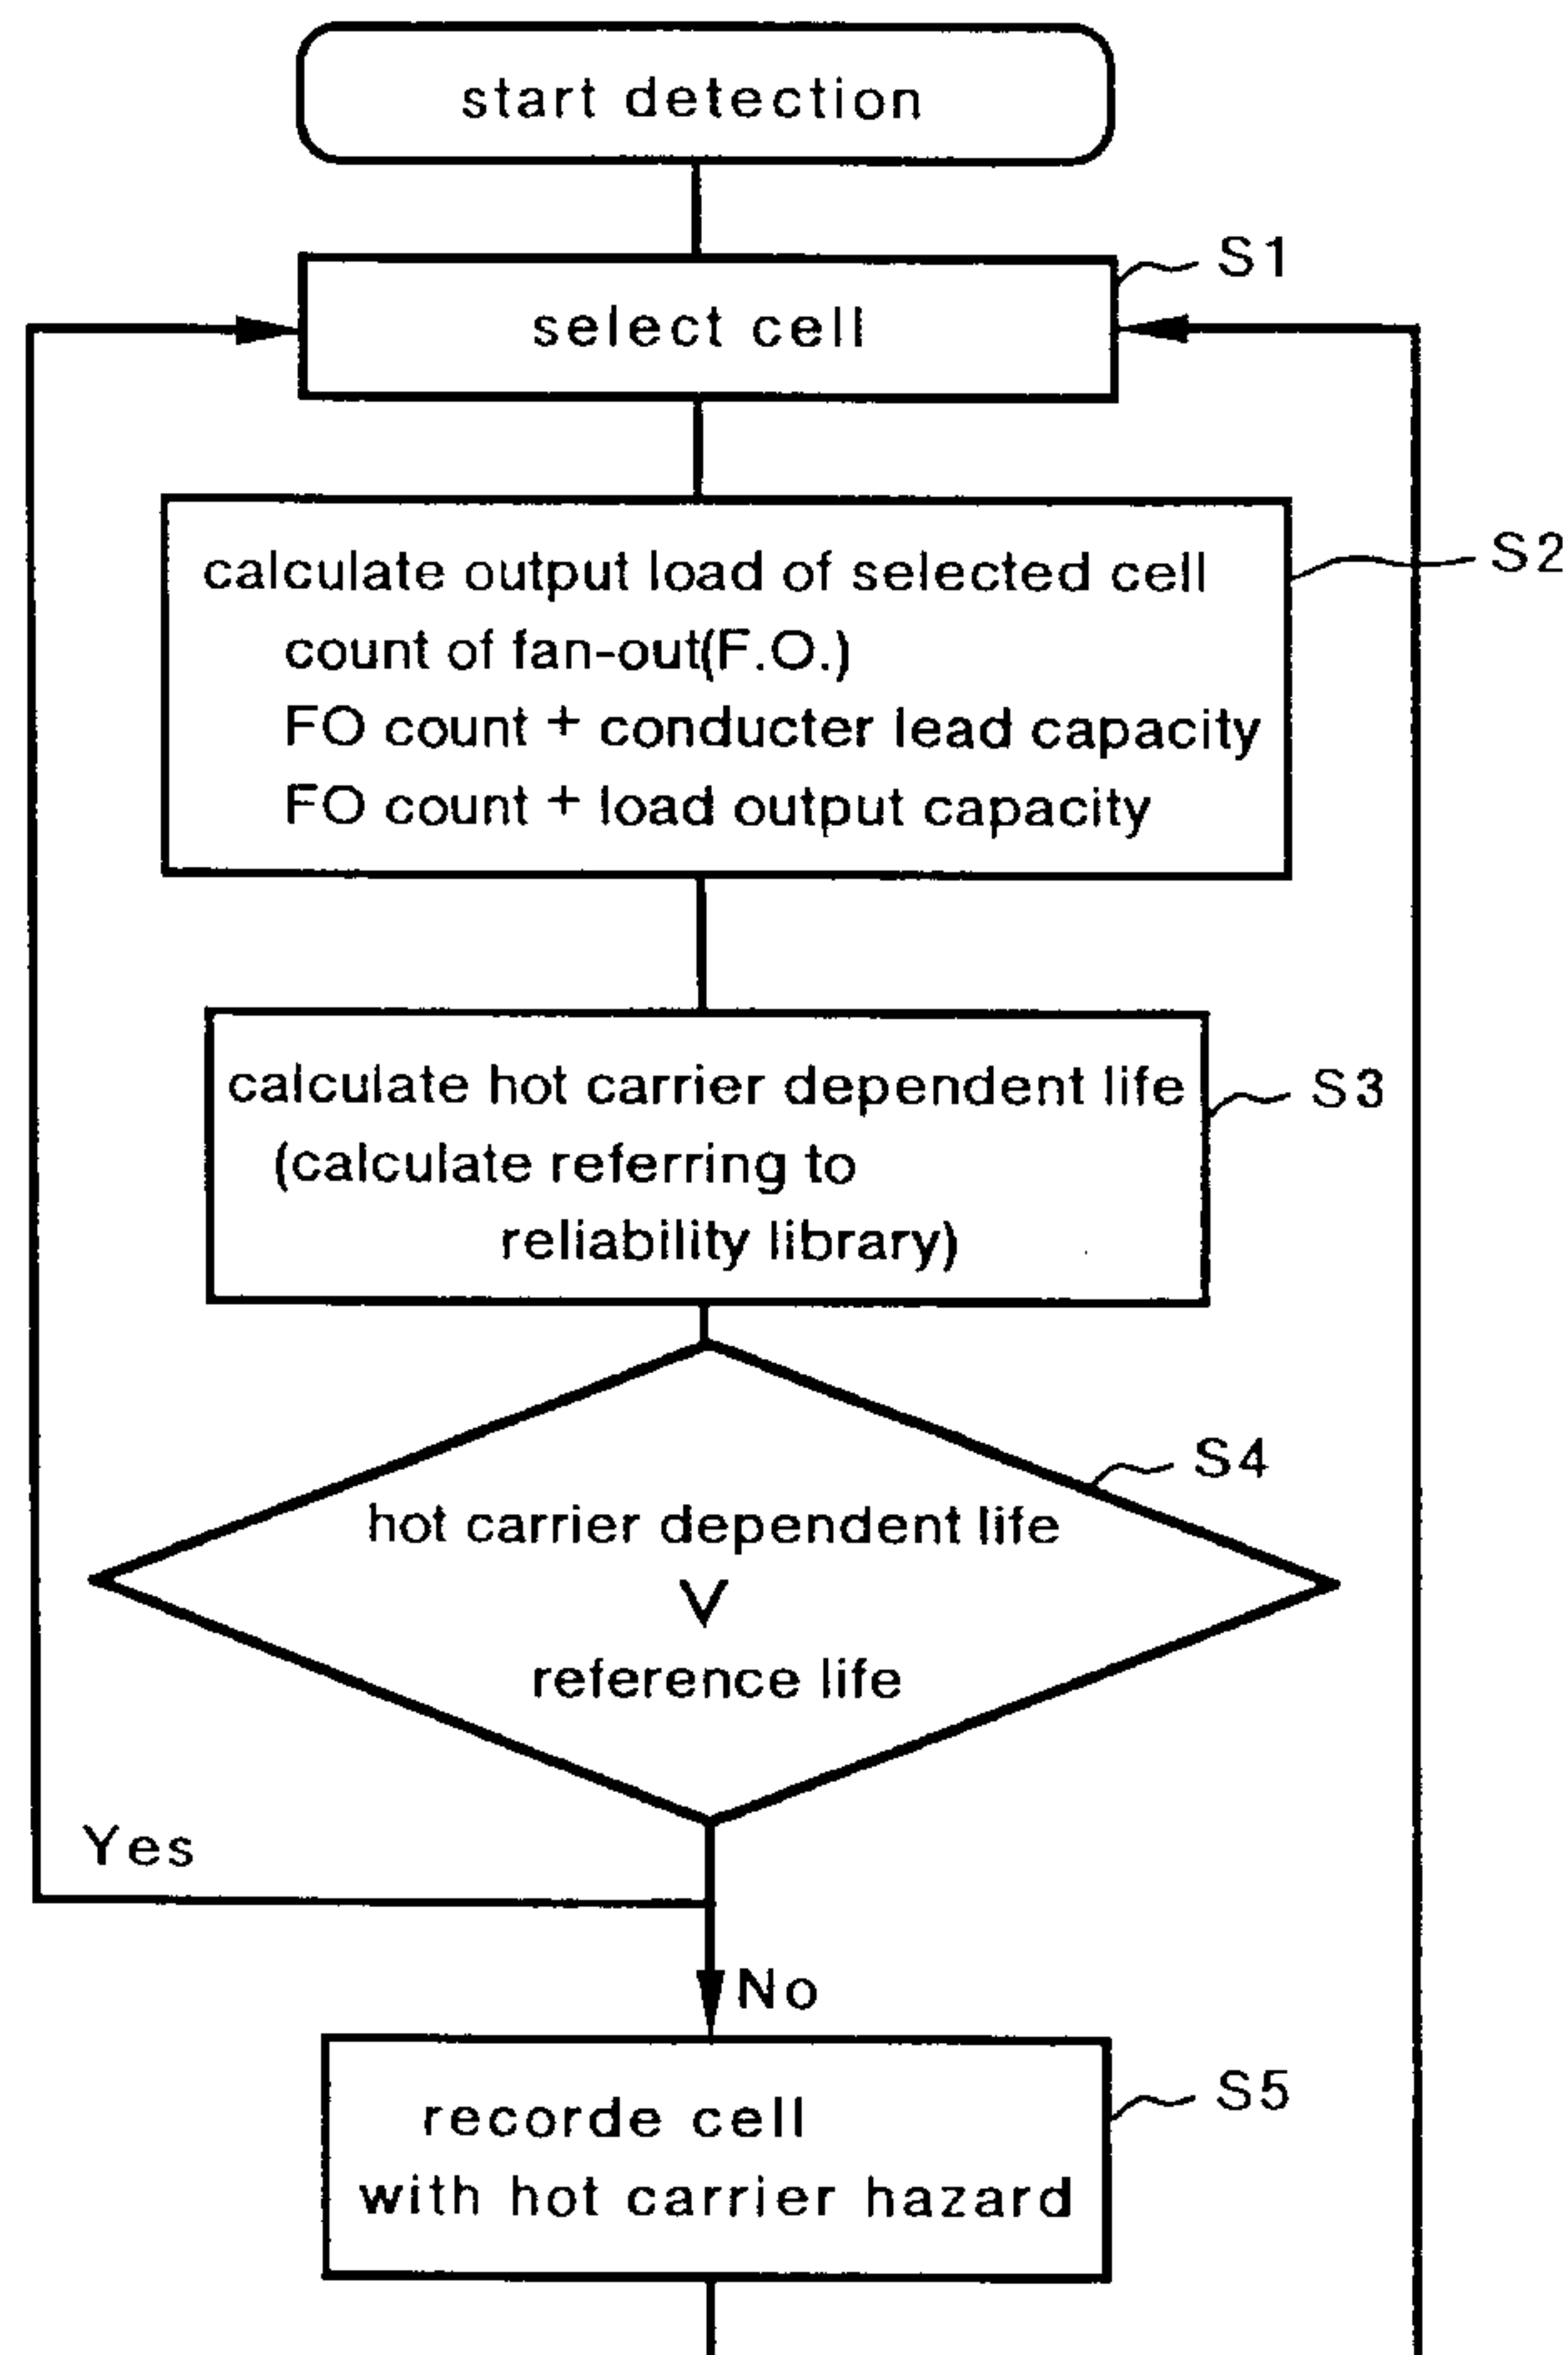 start detection
S1
select cell
S2
calculate output load of selected cell
count of fan-out(F.O.)
FO count + conducter lead capacity
FO count + load output capacity
calculate hot carrier dependent life
S3
(calculate referring to
reliability library)
S4
hot carrier dependent life
V
reference life
Yes
No
S5
recorde cell
with hot carrier hazard